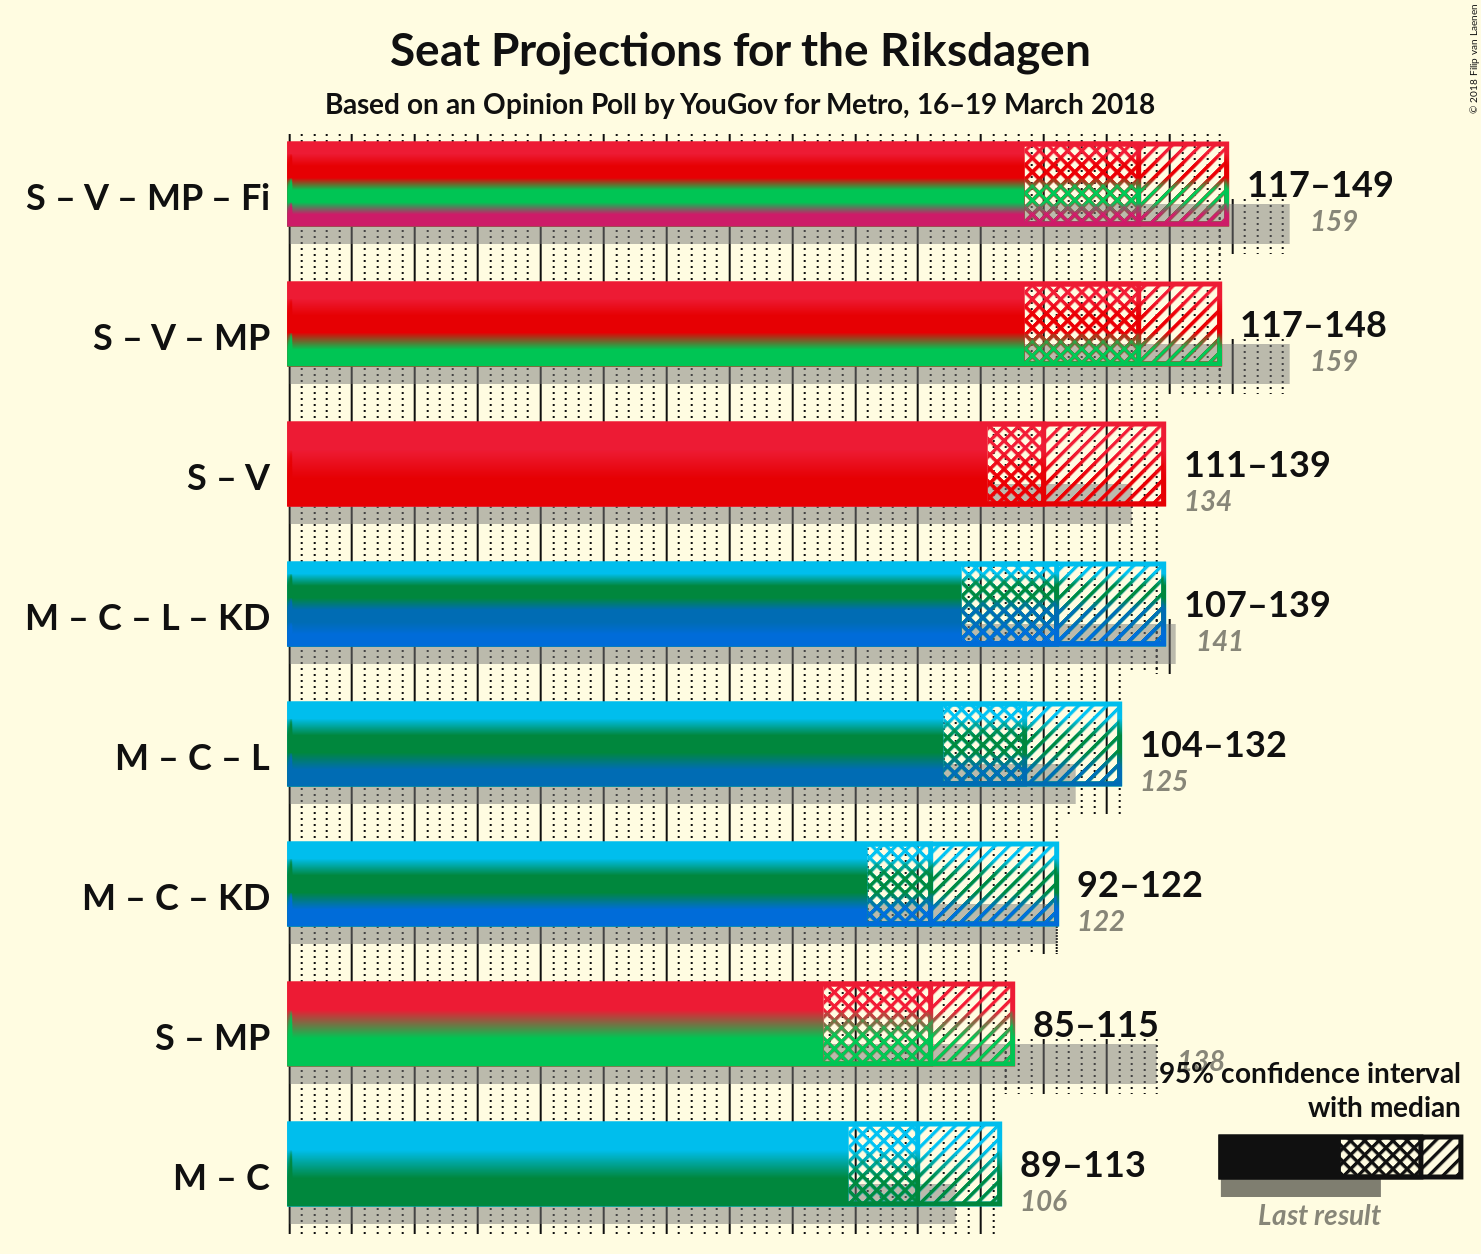 Seat Projections for the Riksdagen
Based on an Opinion Poll by YouGov for Metro, 16–19 March 2018
© 2018 Filip van Laenen
S – V – MP – Fi
117–149
159
S – V – MP
117–148
159
S – V
111–139
134
M – C – L – KD
107–139
141
M – C – L
104–132
125
M – C – KD
92–122
122
S – MP
85–115
138
M – C
89–113
106
95% confidence interval
with median
Last result